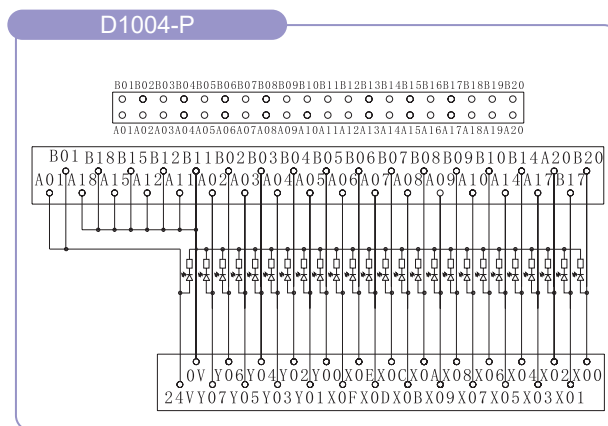 D1004-P
B01B02B03B04B05B06B07B08B09B10B11B12B13B14B15B16B17B18B19B20
A01A02A03A04A05A06A07A08A09A10A11A12A13A14A15A16A17A18A19A20
B01 B18B15B12B11B02B03B04B05B06B07B08B09B10B14A20B20
A01A18A15A12A11A02A03A04A05A06A07A08A09A10A14A17B17
0V Y06Y04Y02Y00X0EX0CX0AX08X06X04X02X00
24VY07Y05Y03Y01X0FX0DX0BX09X07X05X03X01